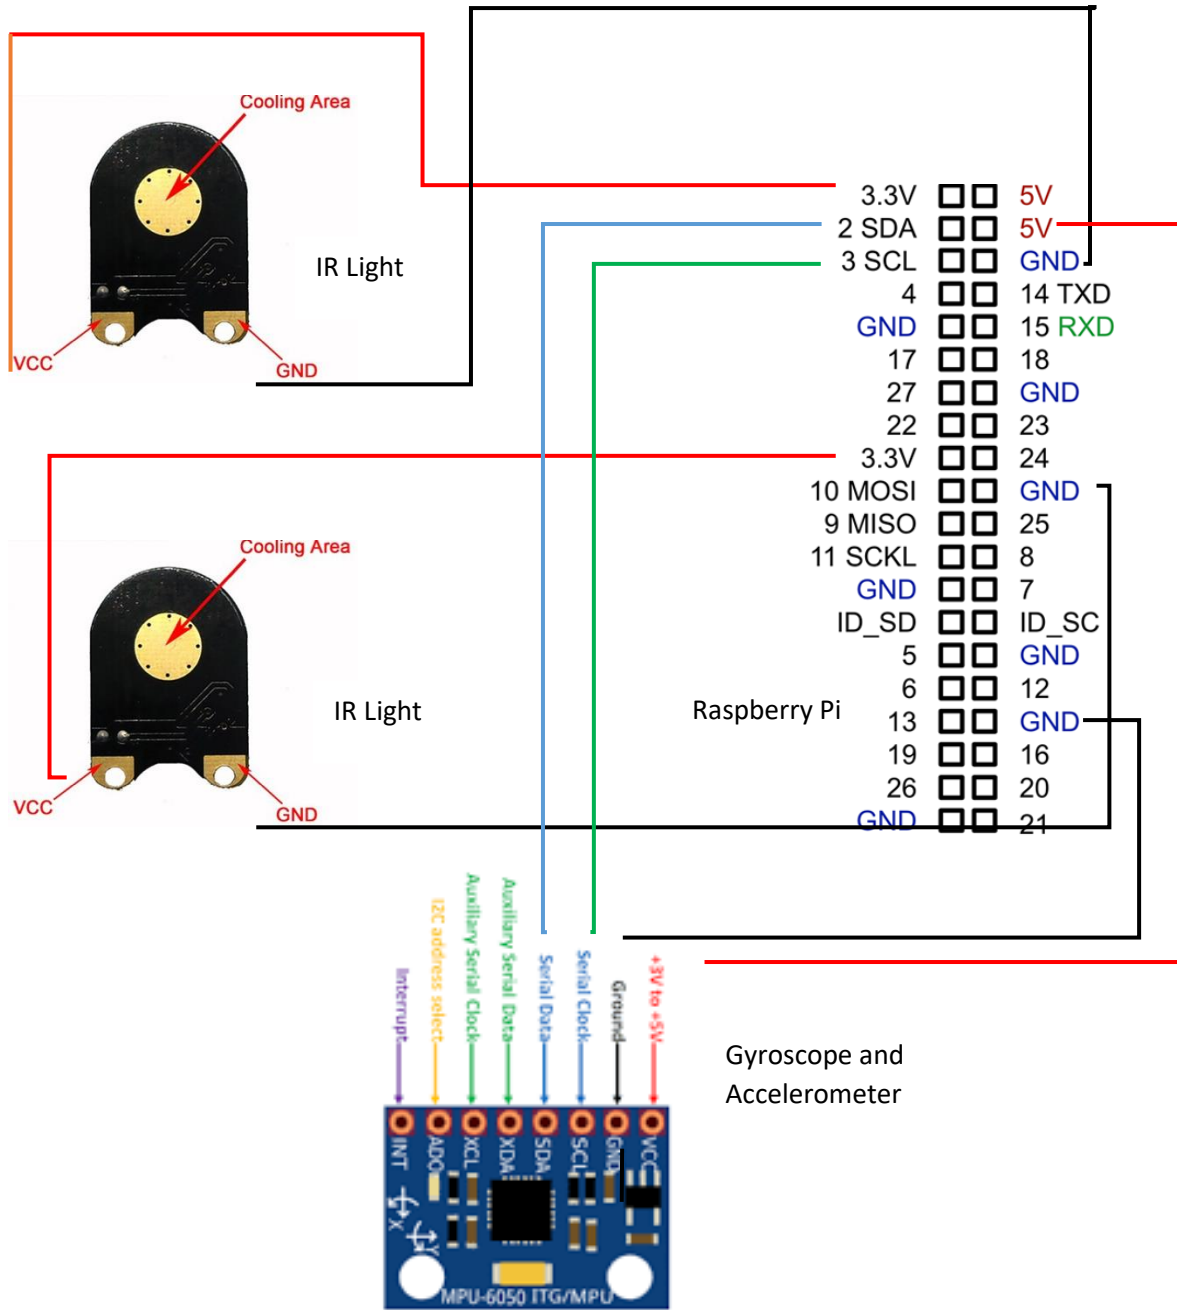 Cooling Area
IR Light
VCC
GND
3.3V 5V
2 SDA 5V
3 SCL GND
4 14 TXD
GND 15 RXD
17 18
27 GND
22 23
3.3V 24
10 MOSI GND
9 MISO 25
11 SCKL 8
GND 7
ID_SD ID_SC
5 GND
6 12
13 GND
19 16
26 20
GND 21
Raspberry Pi
Cooling Area
IR Light
VCC
GND
Interrupt
I2C address select
Auxiliary Serial Clock
Auxiliary Serial Data
Serial Data
Serial Clock
Ground
+3V to +5V
Gyroscope and
Accelerometer
INT
ADO
XCL
XDA
SDA
SCL
GND
VCC
X
Y
MPU-6050 ITG/MPU